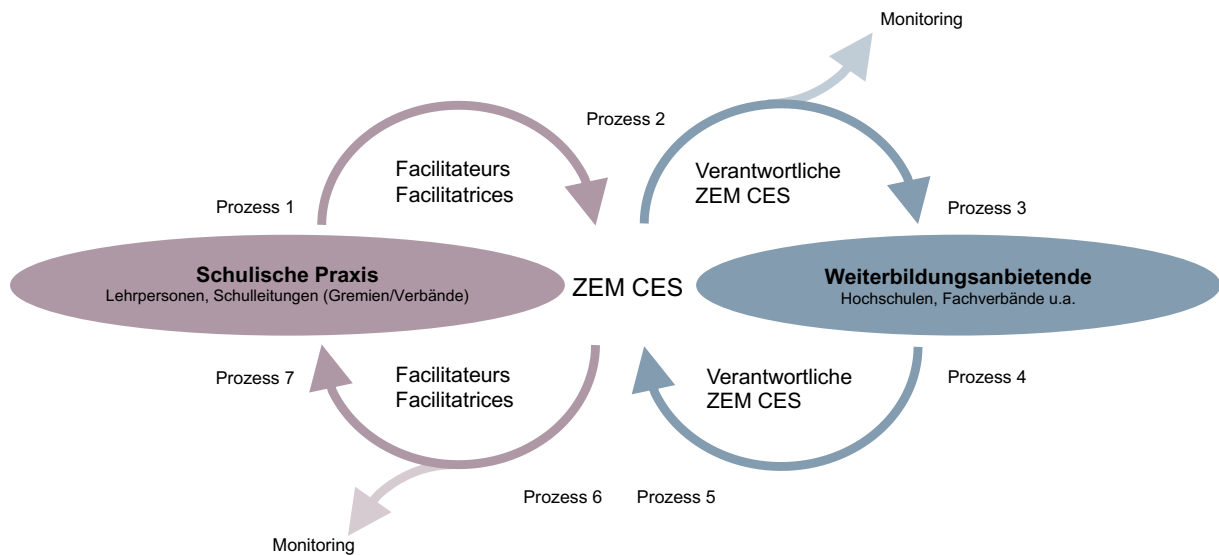 Monitoring
Prozess 2
Facilitateurs
Facilitatrices
Verantwortliche
ZEM CES
Prozess 1
Prozess 3
Schulische Praxis
Lehrpersonen, Schulleitungen (Gremien/Verbände)
ZEM CES
Weiterbildungsanbietende
Hochschulen, Fachverbände u.a.
Prozess 7
Facilitateurs
Facilitatrices
Verantwortliche
ZEM CES
Prozess 4
Prozess 6
Prozess 5
Monitoring